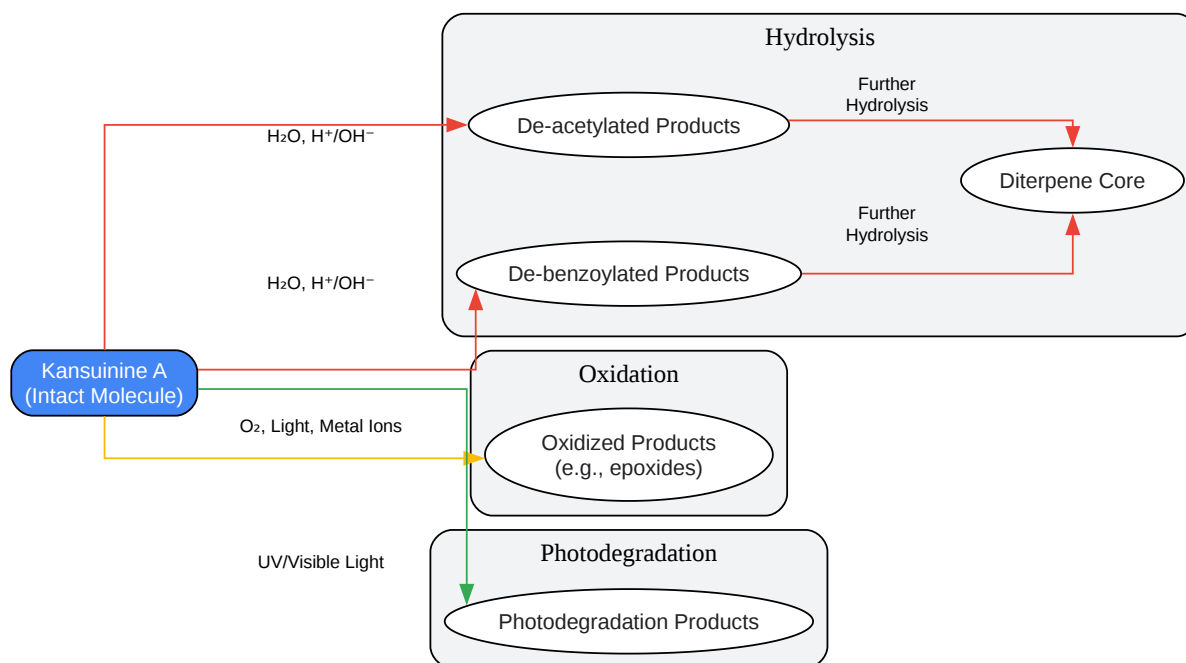 Hydrolysis
Further
Hydrolysis
De-acetylated Products
H₂O, H⁺/OH⁻
Diterpene Core
Further
Hydrolysis
De-benzoylated Products
H₂O, H⁺/OH⁻
Kansuinine A
(Intact Molecule)
Oxidation
O₂, Light, Metal Ions
Oxidized Products
(e.g., epoxides)
Photodegradation
UV/Visible Light
Photodegradation Products